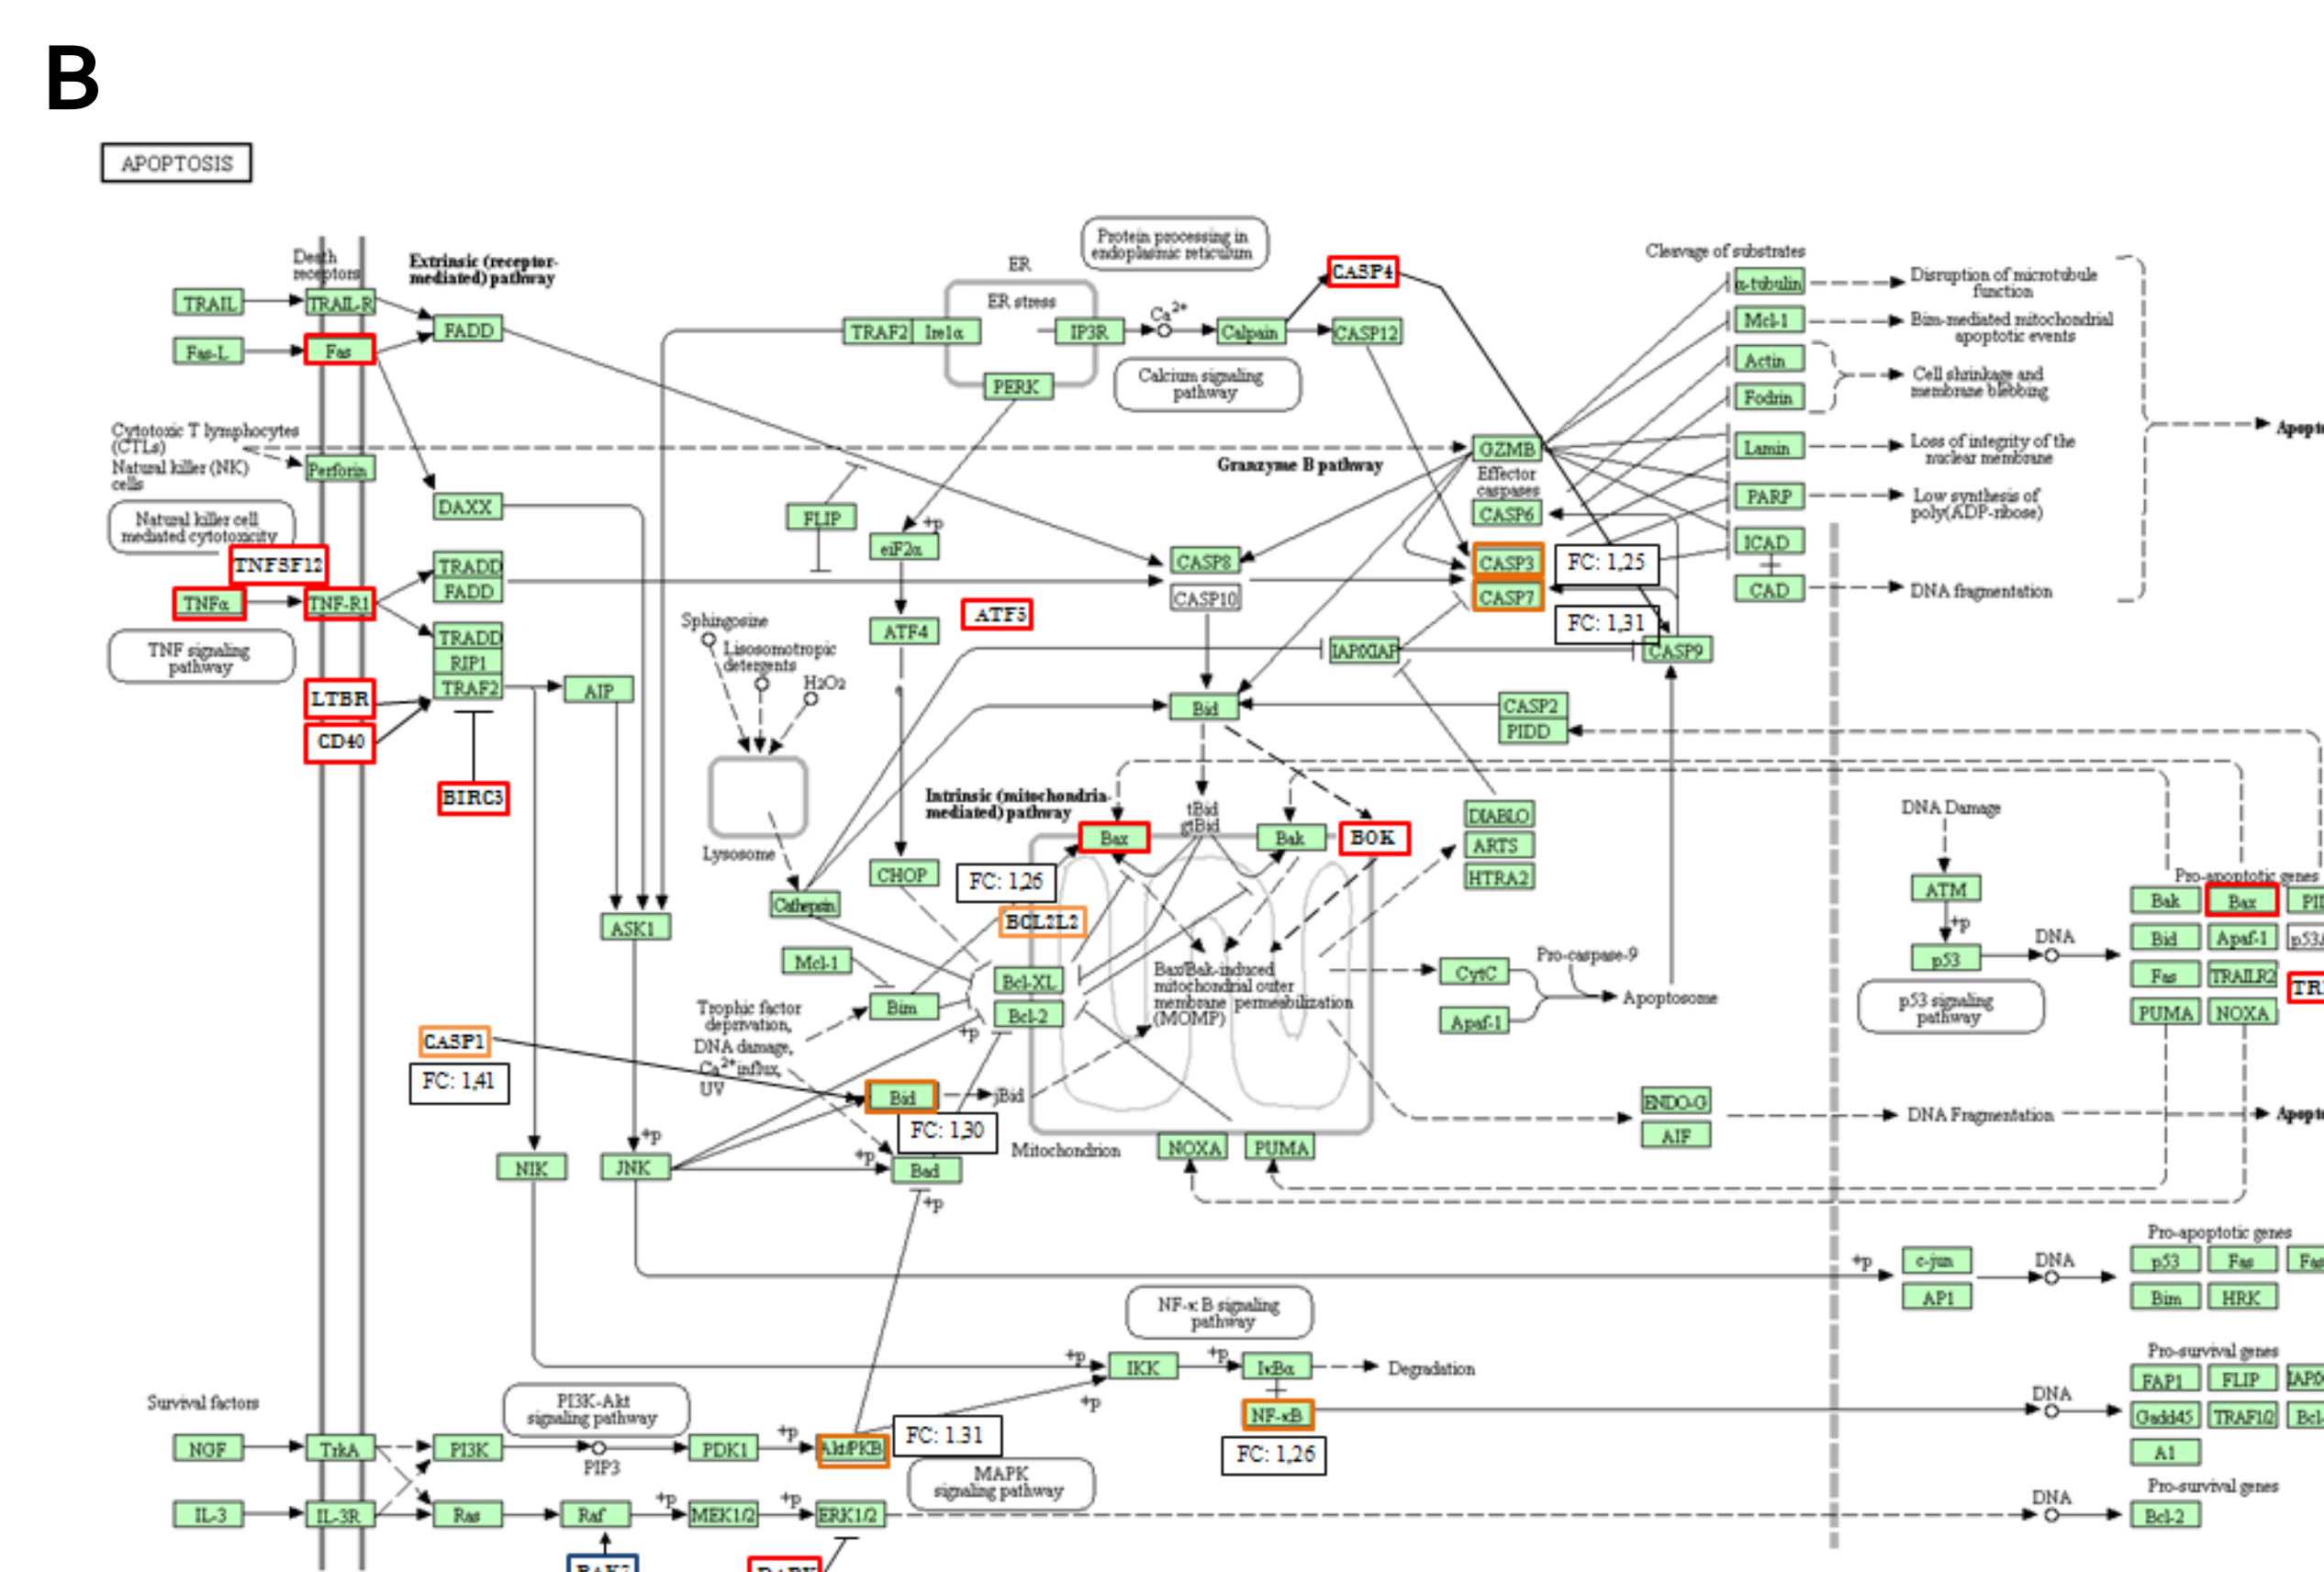 B
APOPTOSIS
Death
receptors
Extrinsic (receptor-
mediated) pathway
TRAIL
TRAIL-R
FADD
Fas-L
Fas
Cytotoxic T lymphocytes
(CTLs)
Natural killer (NK)
cells
Perforin
DAXX
Natural killer cell
mediated cytotoxicity
TNFSF12
TNFα
TNF-R1
TRADD
FADD
TNF signaling
pathway
TRADD
RIP1
TRAF2
AIP
LTBR
CD40
BIRC3
ER
ER stress
TRAF2
Ire1α
IP3R
PERK
Protein processing in
endoplasmic reticulum
Ca2+
Calpain
CASP4
CASP12
Calcium signaling
pathway
Granzyme B pathway
GZMB
Effector
caspases
CASP6
CASP3
FC: 1,25
CASP7
FC: 1,31
CASP9
FLIP
+p
eiF2α
ATF4
ATF5
CASP8
CASP10
Cleavage of substrates
α-tubulin
Disruption of microtubule
function
Mcl-1
Bim-mediated mitochondrial
apoptotic events
Actin
Fodrin
Cell shrinkage and
membrane blebbing
Lamin
Loss of integrity of the
nuclear membrane
PARP
Low synthesis of
poly(ADP-ribose)
ICAD
CAD
DNA fragmentation
Apopt
Sphingosine
Lisosomotropic
detergents
H2O2
Lysosome
Cathepsin
IAP/XIAP
Bid
CASP2
PIDD
Intrinsic (mitochondria-
mediated) pathway
tBid
gtBid
Bax
Bak
BOK
DIABLO
ARTS
HTRA2
CHOP
FC: 1,26
BCL2L2
ASK1
Mcl-1
Bim
Bcl-XL
Bcl-2
+p
Bax/Bak-induced
mitochondrial outer
membrane permeabilization
(MOMP)
CytC
Apaf-1
Pro-caspase-9
Apoptosome
Trophic factor
deprivation,
DNA damage,
Ca2+influx,
UV
CASP1
FC: 1,41
Bid
jBid
FC: 1,30
Mitochondrion
NOXA
PUMA
ENDO-G
AIF
DNA Fragmentation
Apopt
DNA Damage
ATM
+p
p53
DNA
p53 signaling
pathway
Pro-apoptotic genes
Bak
Bax
PI
Bid
Apaf-1
p53
Fas
TRAILR2
TR
PUMA
NOXA
NIK
+p
JNK
+p
Bad
+p
+p
c-jun
AP1
DNA
Pro-apoptotic genes
p53
Fas
Fas
Bim
HRK
NF-κB signaling
pathway
+p
IKK
+p
IκBα
Degradation
+p
NF-κB
FC: 1,26
DNA
Pro-survival genes
FAP1
FLIP
IAP/
Gadd45
TRAF1/2
Bcl-
A1
Survival factors
PI3K-Akt
signaling pathway
NGF
TrkA
PI3K
PIP3
PDK1
+p
Akt/PKB
FC: 1.31
MAPK
signaling pathway
IL-3
IL-3R
Ras
Raf
+p
MEK1/2
+p
ERK1/2
DNA
Pro-survival genes
Bcl-2